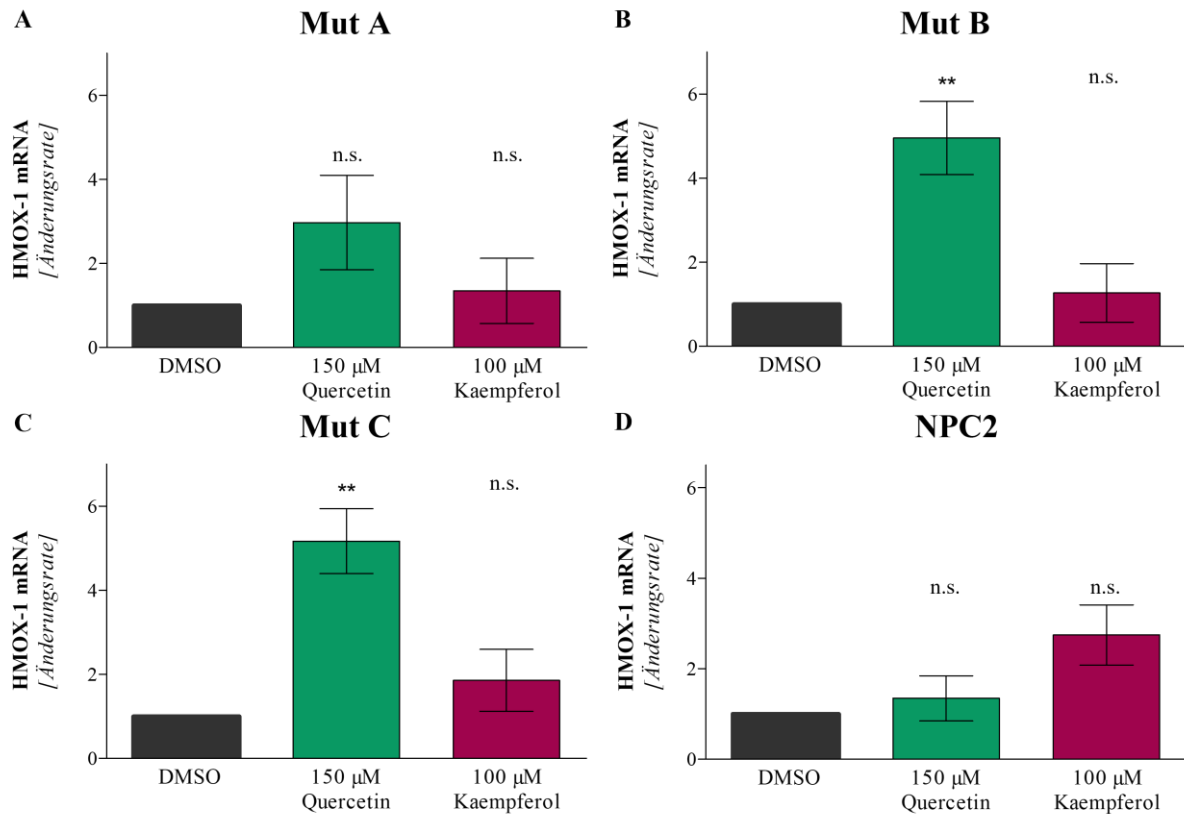 A
Mut A
HMOX-1 mRNA
[Änderungsrate]
6
4
2
0
n.s.
n.s.
DMSO
150 μM
Quercetin
100 μM
Kaempferol
B
Mut B
HMOX-1 mRNA
[Änderungsrate]
6
4
2
0
**
n.s.
DMSO
150 μM
Quercetin
100 μM
Kaempferol
C
Mut C
HMOX-1 mRNA
[Änderungsrate]
6
4
2
0
**
n.s.
DMSO
150 μM
Quercetin
100 μM
Kaempferol
D
NPC2
HMOX-1 mRNA
[Änderungsrate]
6
4
2
0
n.s.
n.s.
DMSO
150 μM
Quercetin
100 μM
Kaempferol